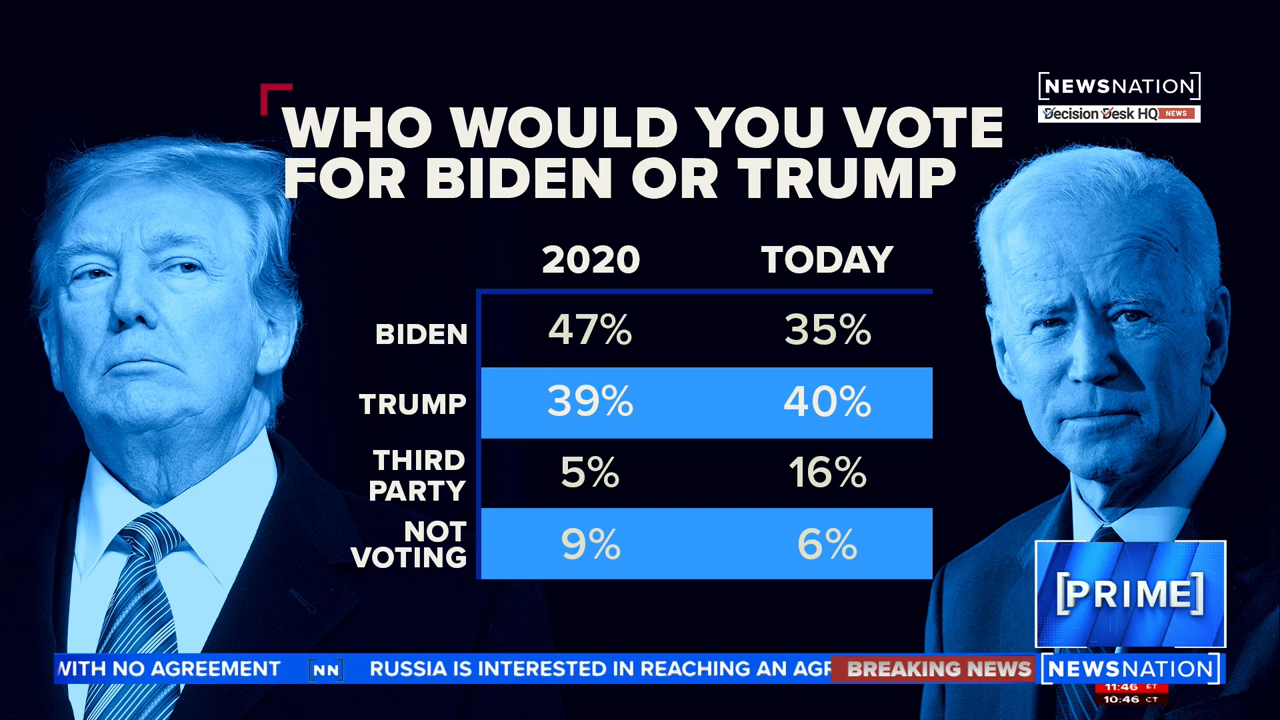 [NEWSNATION]
Decision Desk HQ NEWS
WHO WOULD YOU VOTE
FOR BIDEN OR TRUMP
2020 TODAY
BIDEN 47% 35%
TRUMP 39% 40%
THIRD
PARTY 5% 16%
NOT
VOTING 9% 6%
[PRIME]
WITH NO AGREEMENT NN RUSSIA IS INTERESTED IN REACHING AN AGR BREAKING NEWS [NEWSNATION]
11:46 ET
10:46 CT